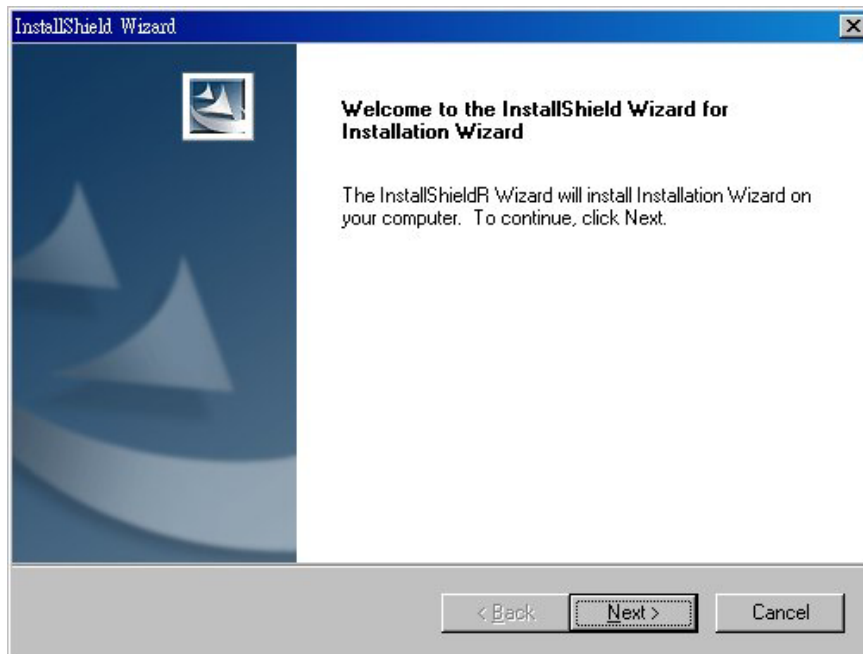 InstallShield Wizard
Welcome to the InstallShield Wizard for
Installation Wizard
The InstallShieldR Wizard will install Installation Wizard on
your computer. To continue, click Next.
< Back
Next >
Cancel